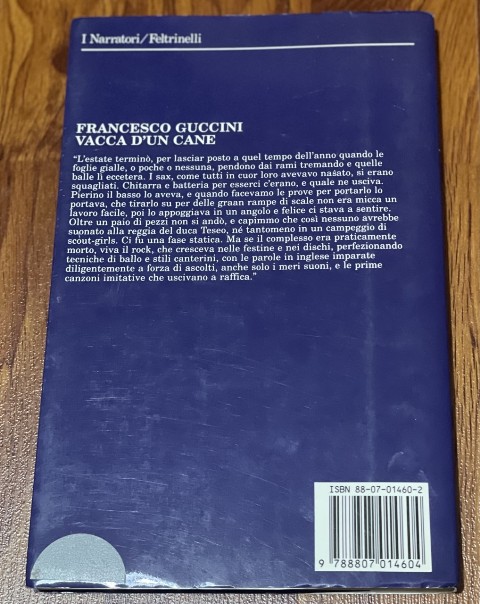 I Narratori/Feltrinelli
FRANCESCO GUCCINI
VACCA D'UN CANE
"L'estate terminò, per lasciar posto a quel tempo dell'anno quando le
foglie gialle, o poche o nessuna, pendono dai rami tremando e quelle
balle lì eccetera. I sax, come tutti in cuor loro avevano našato, si erano
squagliati. Chitarra e batteria per esserci c'erano, e quale ne usciva.
Pierino il basso lo aveva, e quando facevamo le prove per portarlo lo
portava, che tirarlo su per delle graan rampe di scale non era micca un
lavoro facile, poi lo appoggiava in un angolo e felice ci stava a sentire.
Oltre un paio di pezzi non si andò, e capimmo che così nessuno avrebbe
suonato alla reggia del duca Teseo, né tantomeno in un campeggio di
scout-girls. Ci fu una fase statica. Ma se il complesso era praticamente
morto, viva il rock, che cresceva nelle festine e nei dischi, perfezionando
tecniche di ballo e stili canterini, con le parole in inglese imparate
diligentemente a forza di ascolti, anche solo i meri suoni, e le prime
canzoni imitative che uscivano a raffica."
ISBN 88-07-01460-2
9 788807 014604